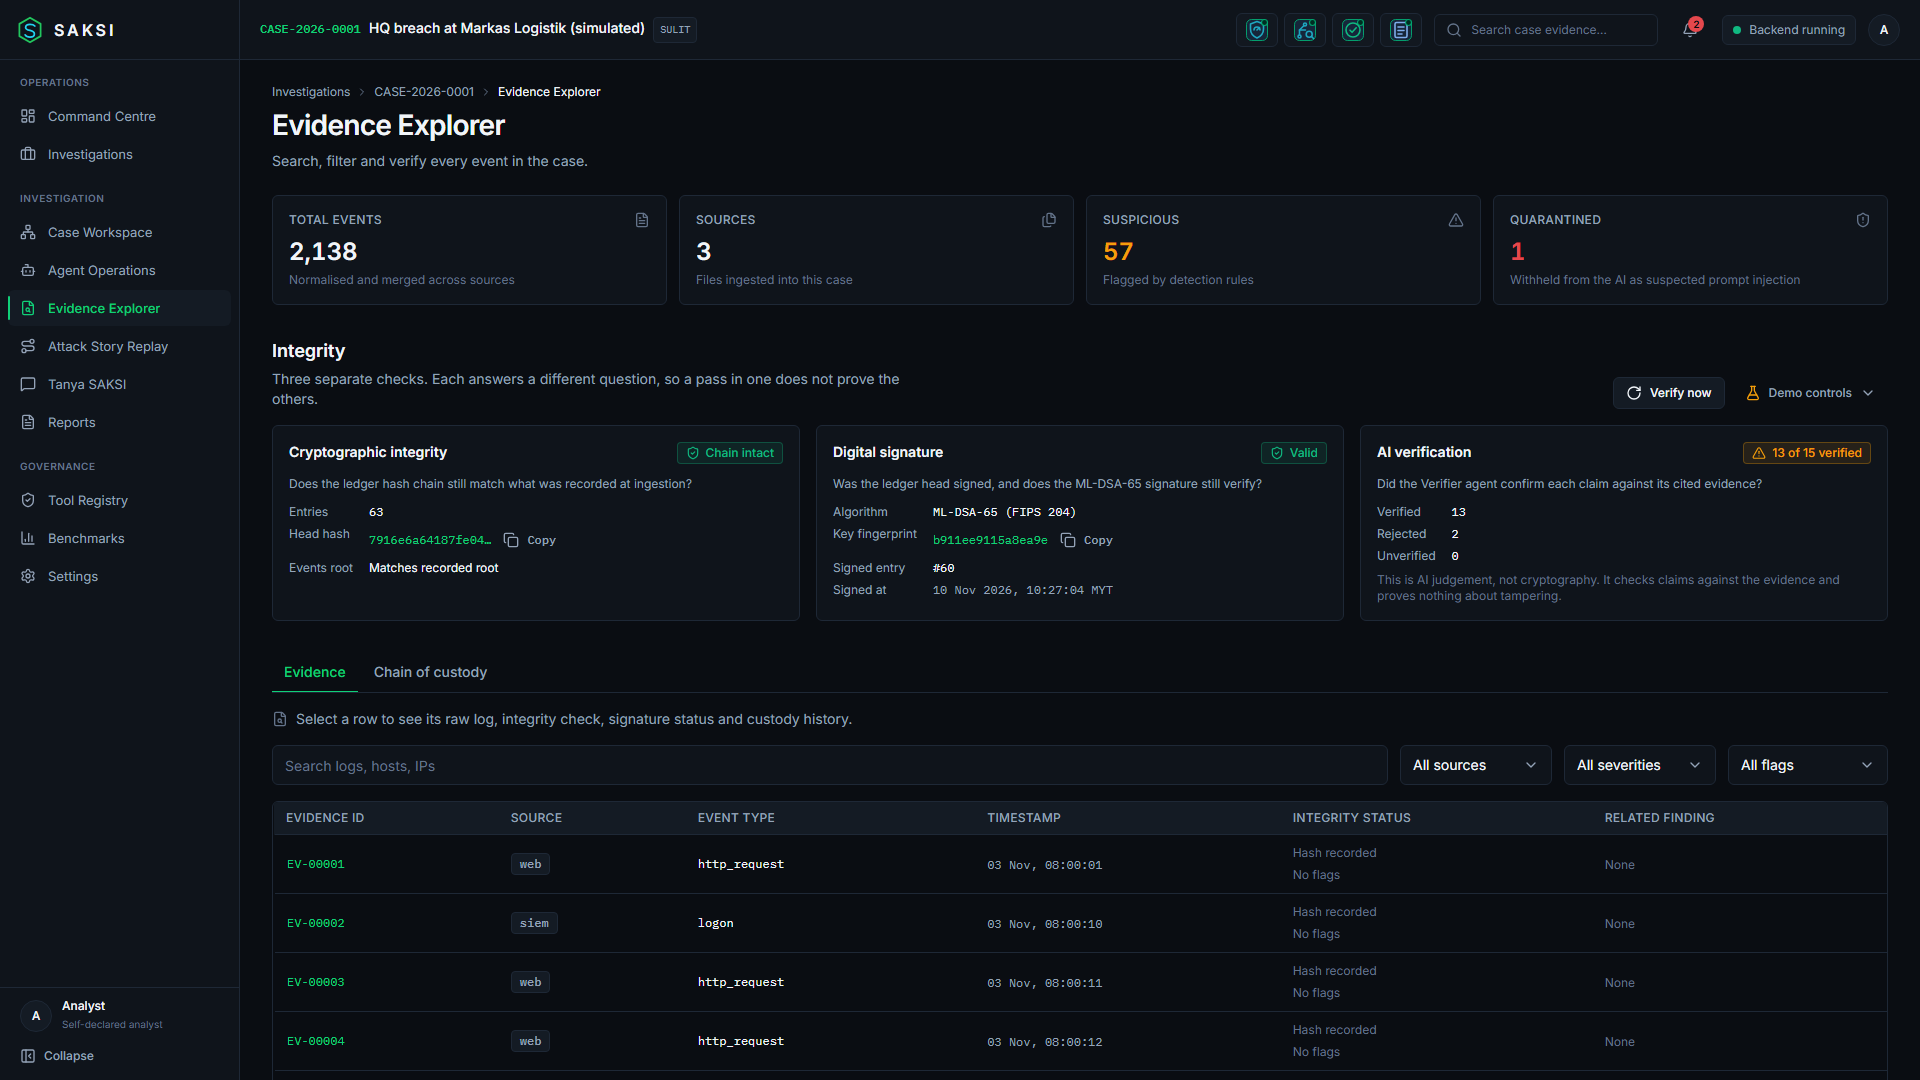 SAKSI
CASE-2026-0001 HQ breach at Markas Logistik (simulated) SULIT
Search case evidence...
2
Backend running
A
OPERATIONS
Command Centre
Investigations
INVESTIGATION
Case Workspace
Agent Operations
Evidence Explorer
Attack Story Replay
Tanya SAKSI
Reports
GOVERNANCE
Tool Registry
Benchmarks
Settings
A
Analyst
Self-declared analyst
Collapse
Investigations > CASE-2026-0001 > Evidence Explorer
Evidence Explorer
Search, filter and verify every event in the case.
TOTAL EVENTS
2,138
Normalised and merged across sources
SOURCES
3
Files ingested into this case
SUSPICIOUS
57
Flagged by detection rules
QUARANTINED
1
Withheld from the AI as suspected prompt injection
Integrity
Three separate checks. Each answers a different question, so a pass in one does not prove the
others.
Verify now
Demo controls
Cryptographic integrity
Chain intact
Does the ledger hash chain still match what was recorded at ingestion?
Entries 63
Head hash 7916e6a64187fe04… Copy
Events root Matches recorded root
Digital signature
Valid
Was the ledger head signed, and does the ML-DSA-65 signature still verify?
Algorithm ML-DSA-65 (FIPS 204)
Key fingerprint b911ee9115a8ea9e Copy
Signed entry #60
Signed at 10 Nov 2026, 10:27:04 MYT
AI verification
13 of 15 verified
Did the Verifier agent confirm each claim against its cited evidence?
Verified 13
Rejected 2
Unverified 0
This is AI judgement, not cryptography. It checks claims against the evidence and
proves nothing about tampering.
Evidence
Chain of custody
Select a row to see its raw log, integrity check, signature status and custody history.
Search logs, hosts, IPs
All sources
All severities
All flags
EVIDENCE ID SOURCE EVENT TYPE TIMESTAMP INTEGRITY STATUS RELATED FINDING
EV-00001 web http_request 03 Nov, 08:00:01 Hash recorded None
No flags
EV-00002 siem logon 03 Nov, 08:00:10 Hash recorded None
No flags
EV-00003 web http_request 03 Nov, 08:00:11 Hash recorded None
No flags
EV-00004 web http_request 03 Nov, 08:00:12 Hash recorded None
No flags